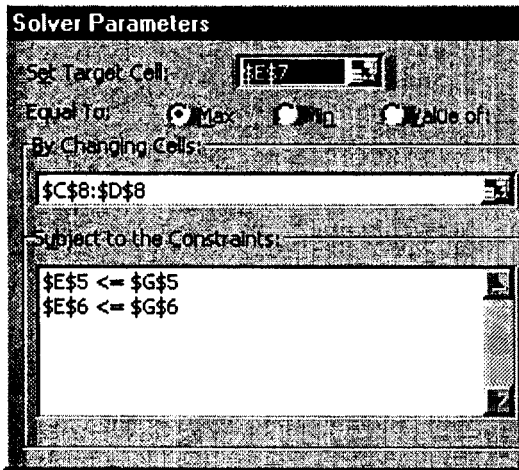 Solver Parameters
Set Target Cell: $E$7
Equal To: Max Min Value of:
By Changing Cells:
$C$8:$D$8
Subject to the Constraints:
$E$5 <= $G$5
$E$6 <= $G$6